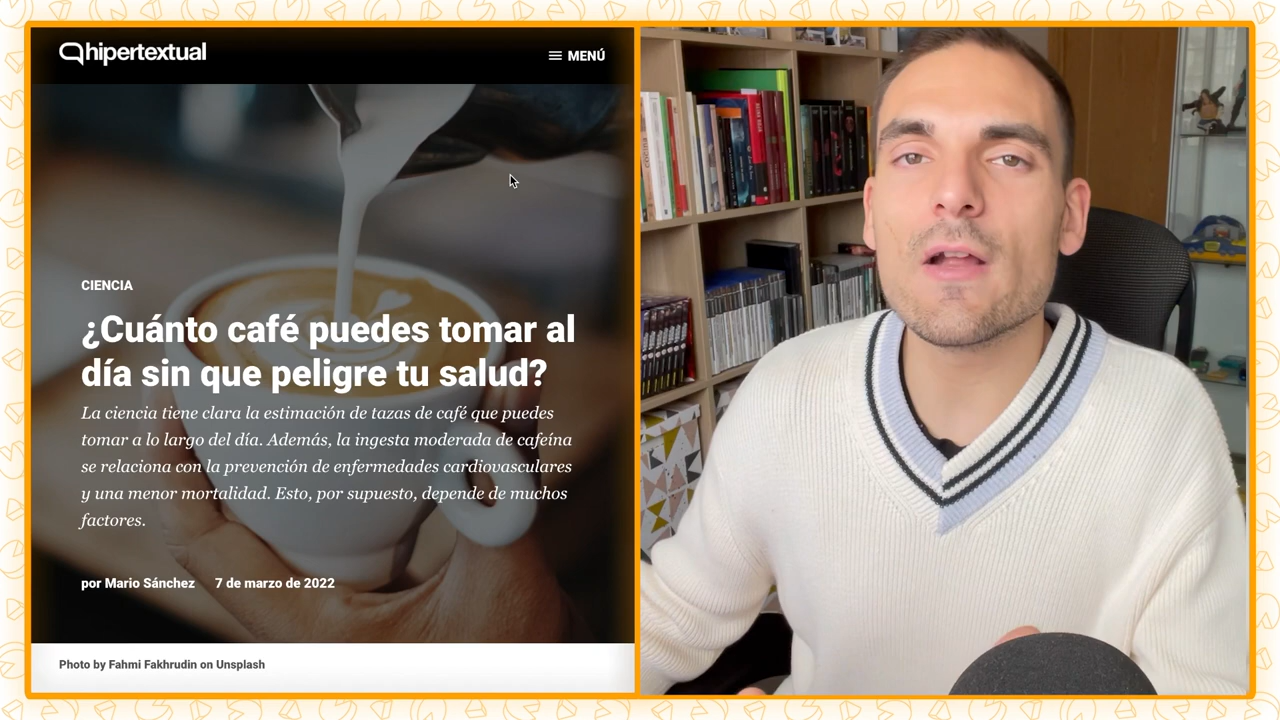 hipertextual
MENÚ
CIENCIA
¿Cuánto café puedes tomar al
día sin que peligre tu salud?
La ciencia tiene clara la estimación de tazas de café que puedes
tomar a lo largo del día. Además, la ingesta moderada de cafeína
se relaciona con la prevención de enfermedades cardiovasculares
y una menor mortalidad. Esto, por supuesto, depende de muchos
factores.
por Mario Sánchez 7 de marzo de 2022
Photo by Fahmi Fakhrudin on Unsplash